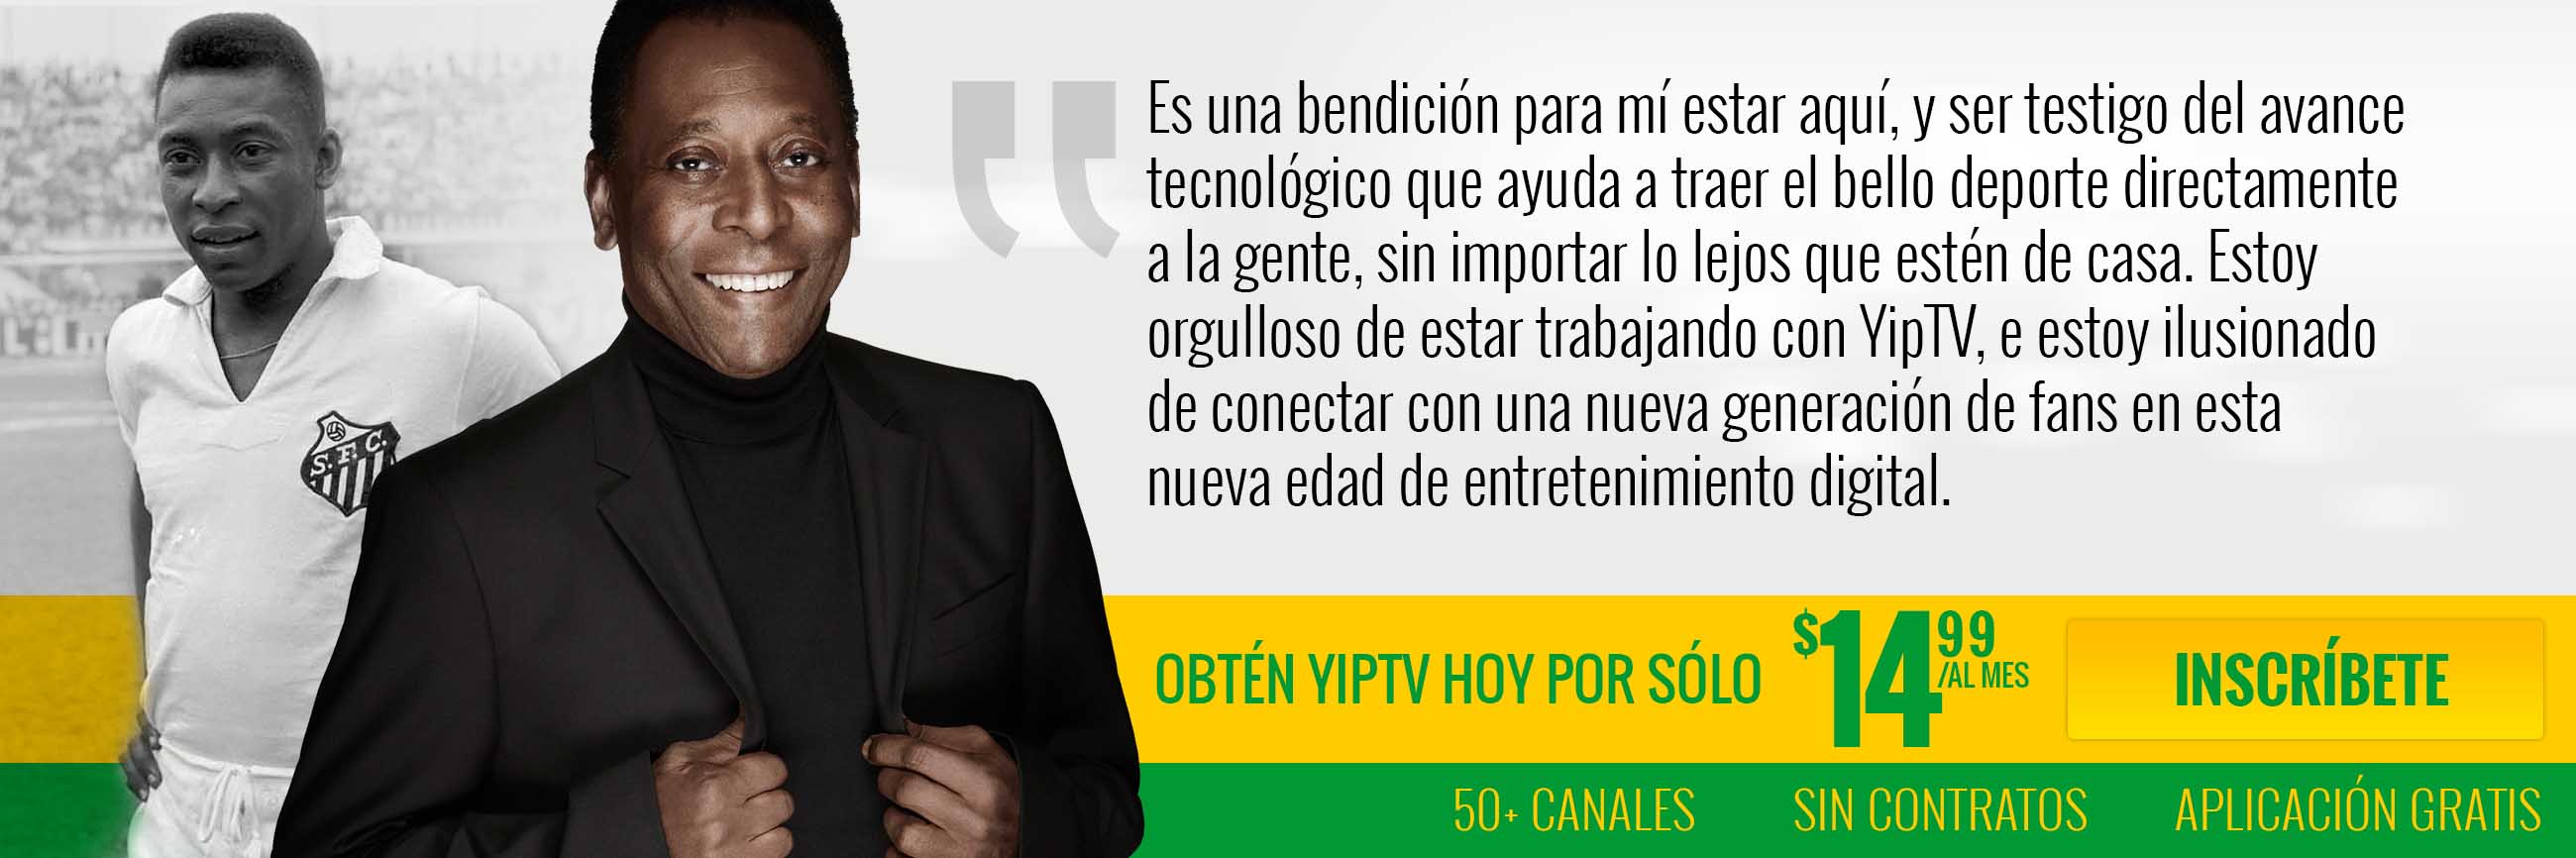 S.F.C.
"
Es una bendición para mí estar aquí, y ser testigo del avance
tecnológico que ayuda a traer el bello deporte directamente
a la gente, sin importar lo lejos que estén de casa. Estoy
orgulloso de estar trabajando con YipTV, e estoy ilusionado
de conectar con una nueva generación de fans en esta
nueva edad de entretenimiento digital.
OBTÉN YIPTV HOY POR SÓLO $14 99 /AL MES INSCRÍBETE
50+ CANALES SIN CONTRATOS APLICACIÓN GRATIS